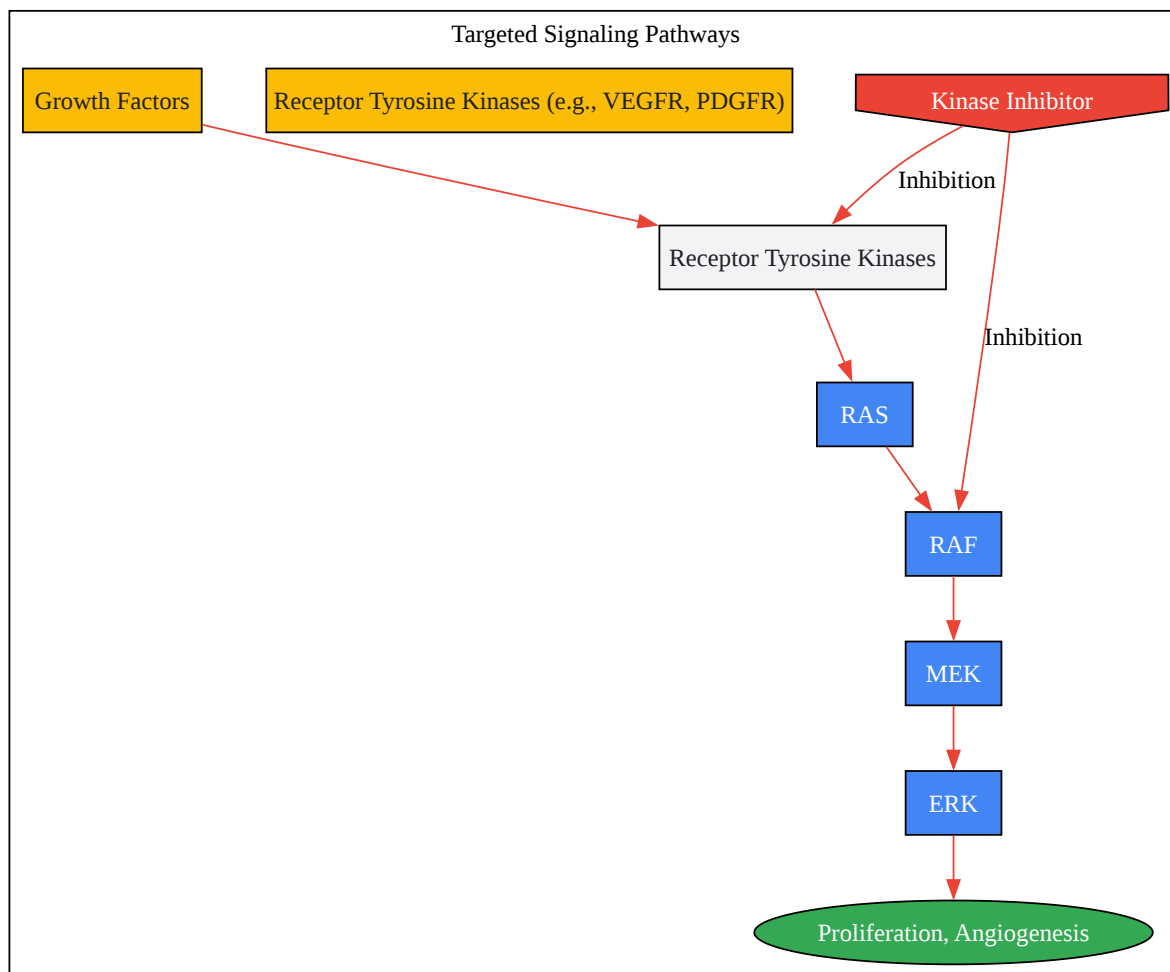 Targeted Signaling Pathways
Growth Factors
Receptor Tyrosine Kinases (e.g., VEGFR, PDGFR)
Kinase Inhibitor
Inhibition
Receptor Tyrosine Kinases
Inhibition
RAS
RAF
MEK
ERK
Proliferation, Angiogenesis